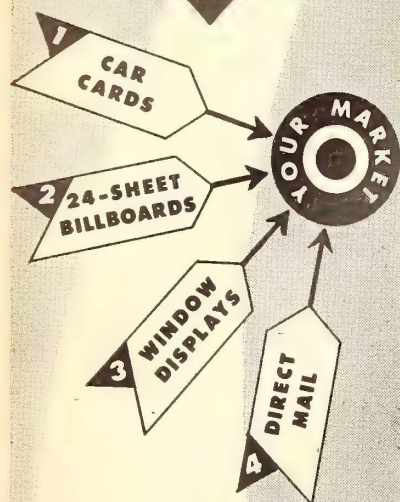 1
CAR
CARDS
YOUR MARKET
2
24-SHEET
BILLBOARDS
3
WINDOW
DISPLAYS
4
DIRECT
MAIL